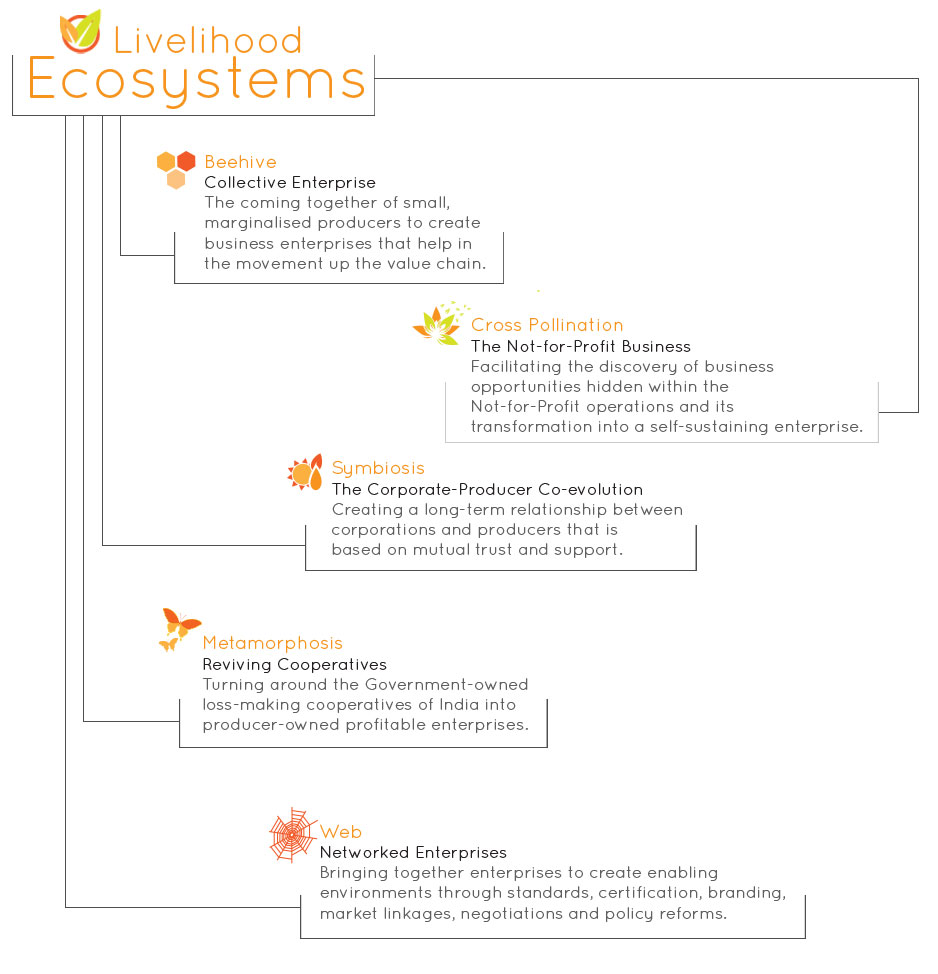 Livelihood
Ecosystems
Beehive
Collective Enterprise
The coming together of small,
marginalised producers to create
business enterprises that help in
the movement up the value chain.
Cross Pollination
The Not-for-Profit Business
Facilitating the discovery of business
opportunities hidden within the
Not-for-Profit operations and its
transformation into a self-sustaining enterprise.
Symbiosis
The Corporate-Producer Co-evolution
Creating a long-term relationship between
corporations and producers that is
based on mutual trust and support.
Metamorphosis
Reviving Cooperatives
Turning around the Government-owned
loss-making cooperatives of India into
producer-owned profitable enterprises.
Web
Networked Enterprises
Bringing together enterprises to create enabling
environments through standards, certification, branding,
market linkages, negotiations and policy reforms.